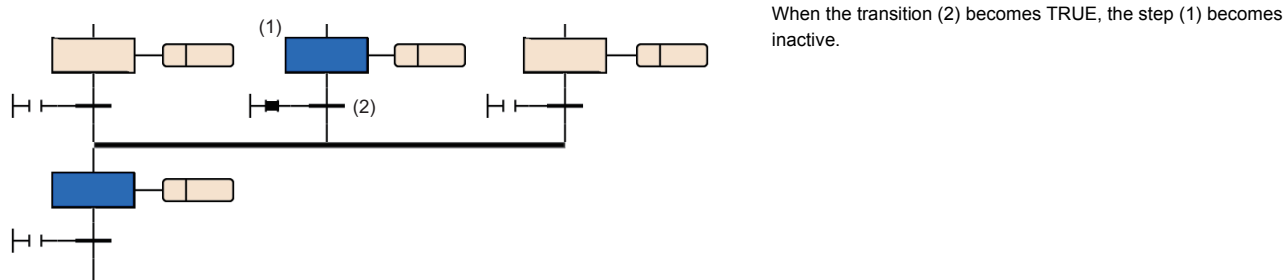 When the transition (2) becomes TRUE, the step (1) becomes
inactive.
(1)
(2)